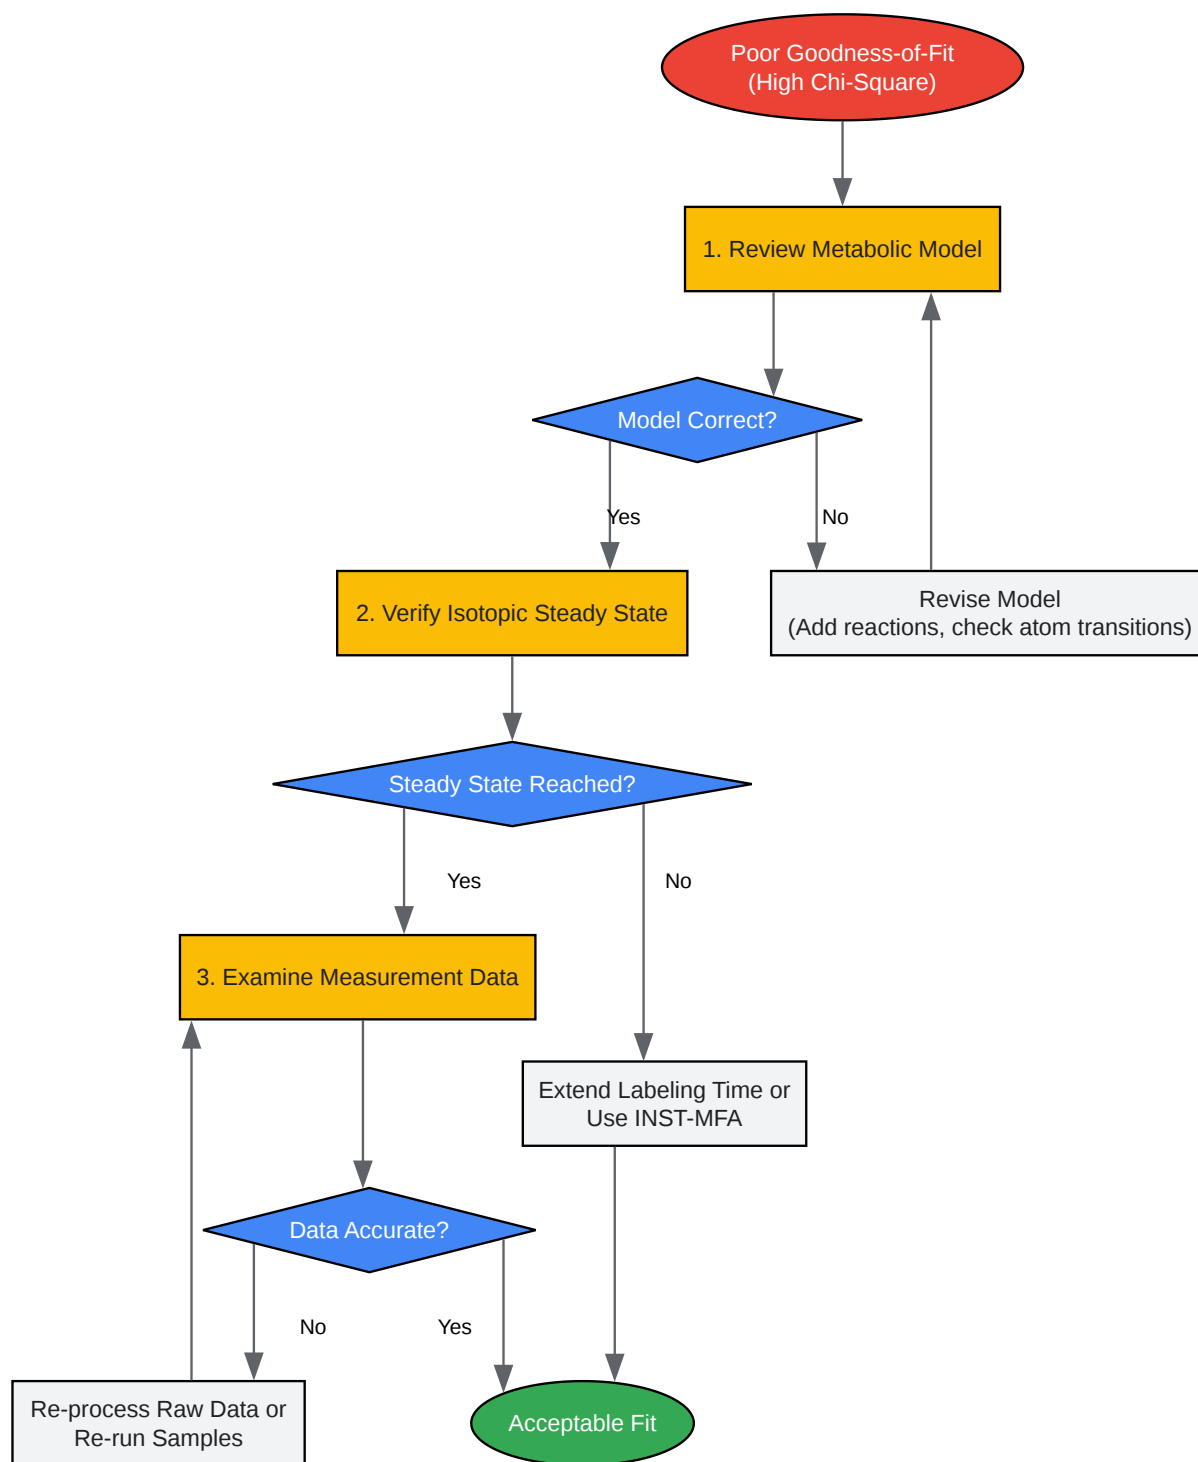 Poor Goodness-of-Fit
(High Chi-Square)
1. Review Metabolic Model
Model Correct?
Yes
No
2. Verify Isotopic Steady State
Revise Model
(Add reactions, check atom transitions)
Steady State Reached?
Yes
No
3. Examine Measurement Data
Extend Labeling Time or
Use INST-MFA
Data Accurate?
No
Yes
Re-process Raw Data or
Re-run Samples
Acceptable Fit